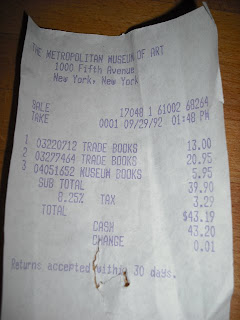 THE METROPOLITAN MUSEUM OF ART
1000 Fifth Avenue
New York, New York
SALE 17048 1 61002 68264
TAKE 0001 09/29/92 01:48 PM
1 03220712 TRADE BOOKS 13.00
2 03279464 TRADE BOOKS 20.95
3 04051652 MUSEUM BOOKS 5.95
SUB TOTAL 39.90
8.25% TAX 3.29
TOTAL $43.19
CASH 43.20
CHANGE 0.01
Returns accepted within 30 days.